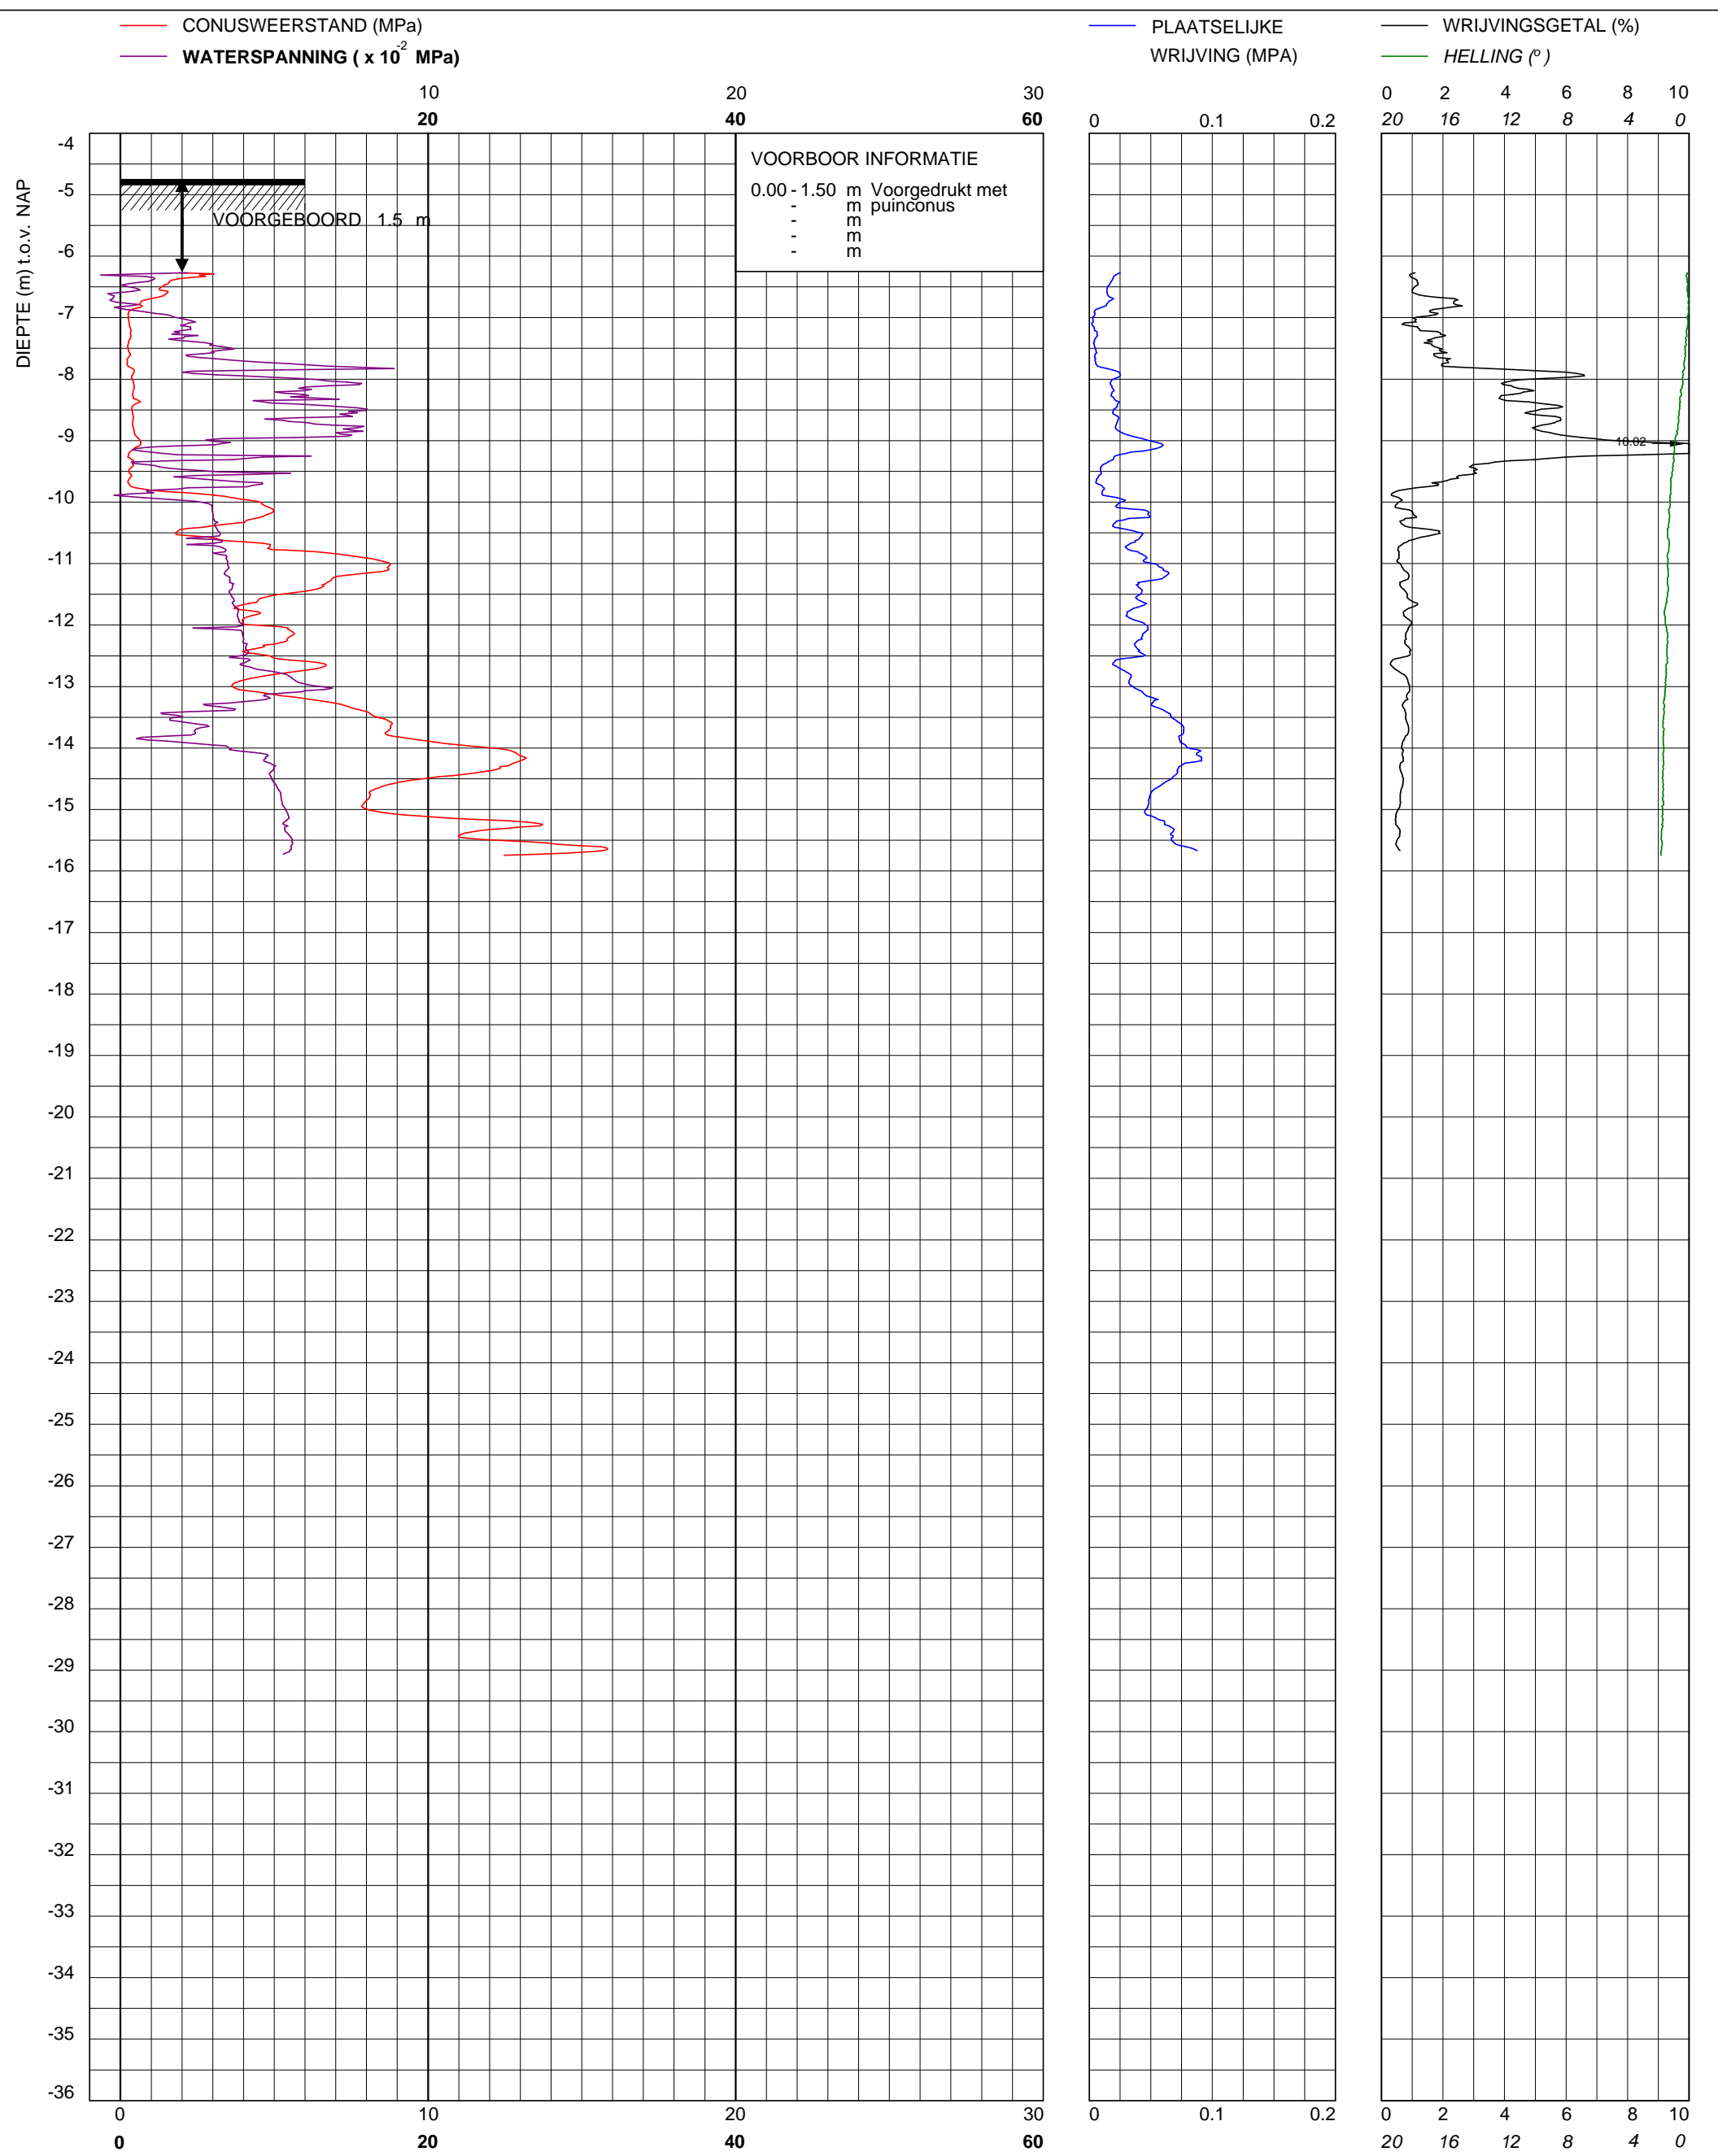 CONUSWEERSTAND (MPa)
WATERSPANNING ( x 10-2 MPa)
PLAATSELIJKE
WRIJVING (MPA)
WRIJVINGSGETAL (%)
HELLING (º)
10 20 30
20 40 60
0 0.1 0.2
0 2 4 6 8 10
20 16 12 8 4 0
DIEPTE (m) t.o.v. NAP
VOORBOOR INFORMATIE
0.00 - 1.50 m Voorgedrukt met
- m puinconus
- m
- m
- m
VOORGEBOORD 1.5 m
-4
-5
-6
-7
-8
-9
10.02
-10
-11
-12
-13
-14
-15
-16
-17
-18
-19
-20
-21
-22
-23
-24
-25
-26
-27
-28
-29
-30
-31
-32
-33
-34
-35
-36
0 10 20 30
0 20 40 60
0 0.1 0.2
0 2 4 6 8 10
20 16 12 8 4 0